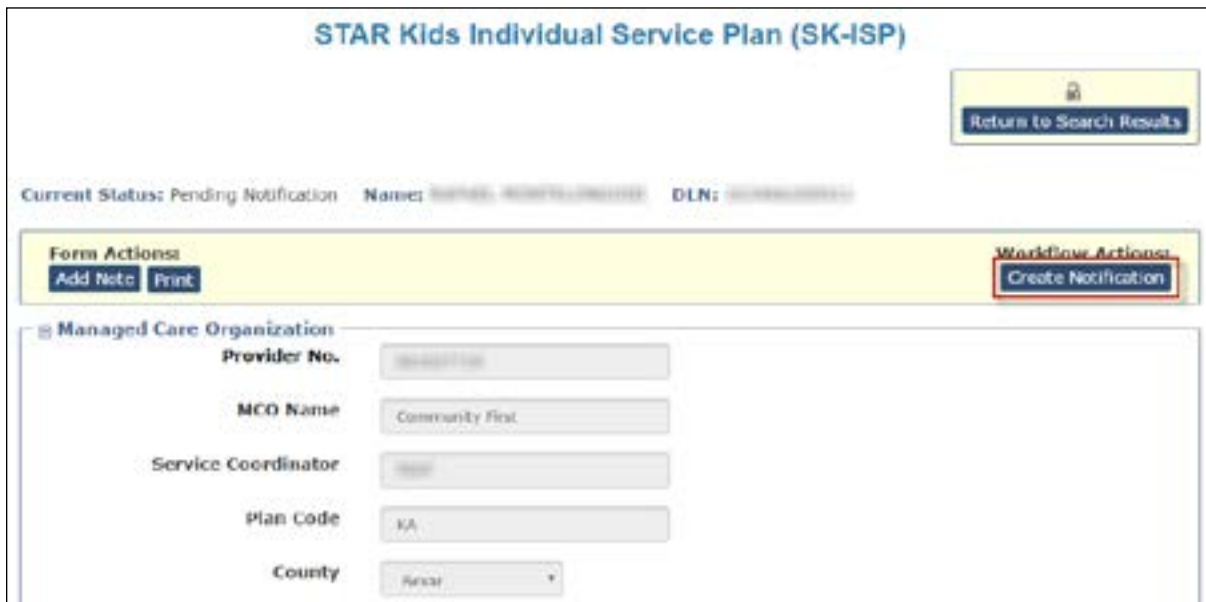 STAR Kids Individual Service Plan (SK-ISP)
Return to Search Results
Current Status: Pending Notification Name: DLN:
Form Actions: Workflow Actions:
Add Note Print Create Notification
Managed Care Organization
Provider No.
MCO Name Community First
Service Coordinator
Plan Code KA
County Bexar